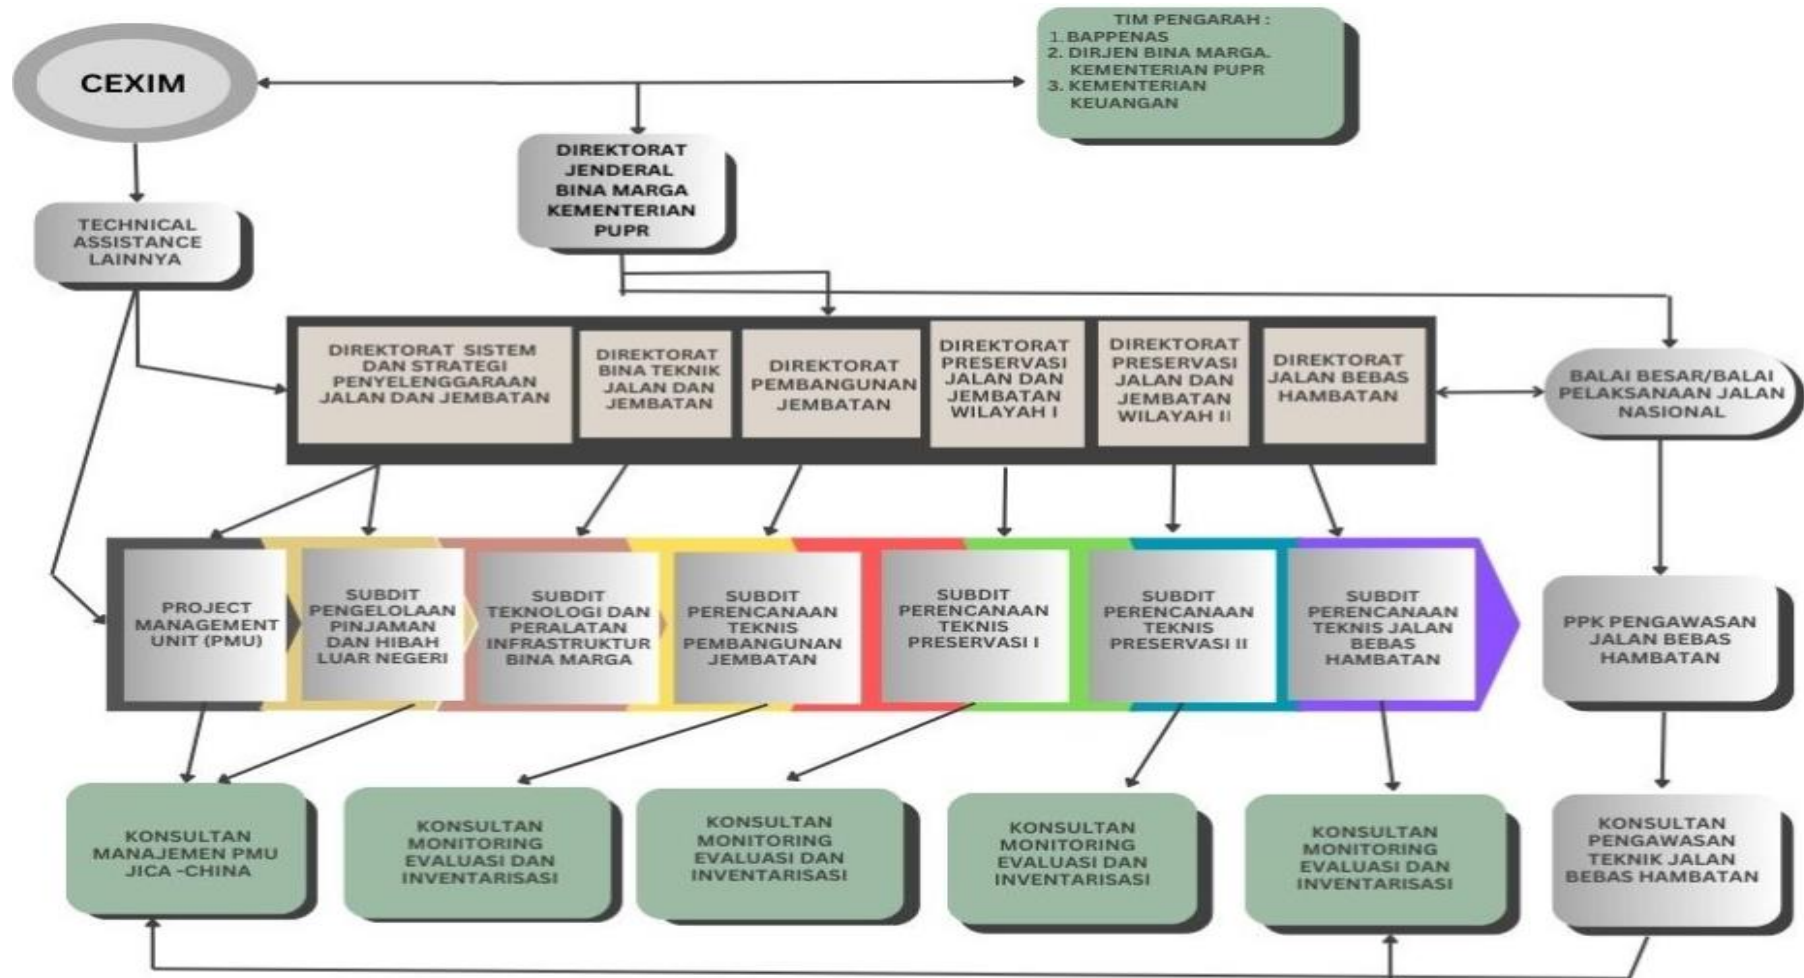 CEXIM
TIM PENGARAH :
1. BAPPENAS
2. DIRJEN BINA MARGA.
KEMENTERIAN PUPR
3. KEMENTERIAN
KEUANGAN
DIREKTORAT
JENDERAL
BINA MARGA
KEMENTERIAN
PUPR
TECHNICAL
ASSISTANCE
LAINNYA
DIREKTORAT SISTEM
DAN STRATEGI
PENYELENGGARAAN
JALAN DAN JEMBATAN
DIREKTORAT
BINA TEKNIK
JALAN DAN
JEMBATAN
DIREKTORAT
PEMBANGUNAN
JEMBATAN
DIREKTORAT
PRESERVASI
JALAN DAN
JEMBATAN
WILAYAH I
DIREKTORAT
PRESERVASI
JALAN DAN
JEMBATAN
WILAYAH II
DIREKTORAT
JALAN BEBAS
HAMBATAN
BALAI BESAR/BALAI
PELAKSANAAN JALAN
NASIONAL
PROJECT
MANAGEMENT
UNIT (PMU)
SUBDIT
PENGELOLAAN
PINJAMAN
DAN HIBAH
LUAR NEGERI
SUBDIT
TEKNOLOGI DAN
PERALATAN
INFRASTRUKTUR
BINA MARGA
SUBDIT
PERENCANAAN
TEKNIS
PEMBANGUNAN
JEMBATAN
SUBDIT
PERENCANAAN
TEKNIS
PRESERVASI I
SUBDIT
PERENCANAAN
TEKNIS
PRESERVASI II
SUBDIT
PERENCANAAN
TEKNIS JALAN
BEBAS
HAMBATAN
PPK PENGAWASAN
JALAN BEBAS
HAMBATAN
KONSULTAN
MANAJEMEN PMU
JICA -CHINA
KONSULTAN
MONITORING
EVALUASI DAN
INVENTARISASI
KONSULTAN
MONITORING
EVALUASI DAN
INVENTARISASI
KONSULTAN
MONITORING
EVALUASI DAN
INVENTARISASI
KONSULTAN
MONITORING
EVALUASI DAN
INVENTARISASI
KONSULTAN
PENGAWASAN
TEKNIK JALAN
BEBAS HAMBATAN